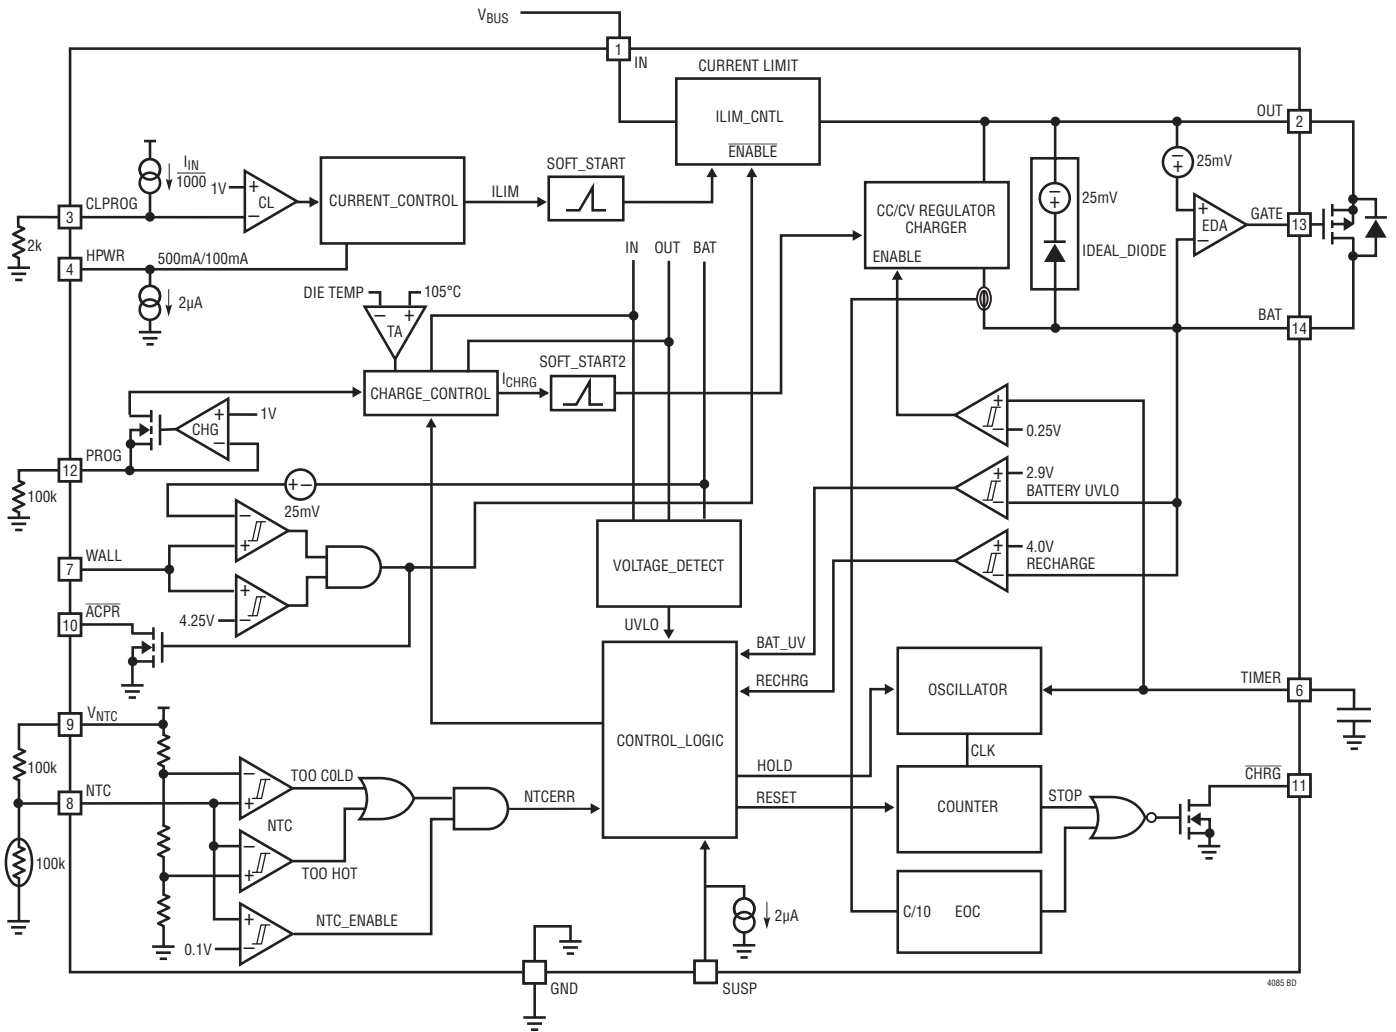 VBUS
1
IN
CURRENT LIMIT
ILIM_CNTL
ENABLE
OUT
2
25mV
+
−
IIN
1000
1V
+
−
CL
CLPROG
3
2k
CURRENT_CONTROL
ILIM
SOFT_START
HPWR
4
500mA/100mA
2µA
CC/CV REGULATOR
CHARGER
ENABLE
+
−
25mV
IDEAL_DIODE
+
−
EDA
GATE
13
BAT
14
IN OUT BAT
DIE TEMP
105°C
− +
TA
CHARGE_CONTROL
ICHRG
SOFT_START2
1V
+
−
CHG
PROG
12
100k
+
−
0.25V
+
−
2.9V
BATTERY UVLO
+
−
4.0V
RECHARGE
+ −
25mV
−
+
WALL
7
+
−
4.25V
ACPR
10
VOLTAGE_DETECT
UVLO
CONTROL_LOGIC
BAT_UV
RECHRG
HOLD
RESET
OSCILLATOR
CLK
COUNTER
STOP
C/10 EOC
TIMER
6
CHRG
11
VNTC
9
100k
NTC
8
100k
−
+
TOO C0LD
NTC
−
+
TOO HOT
+
−
0.1V
NTC_ENABLE
NTCERR
2µA
GND
SUSP
4085 BD